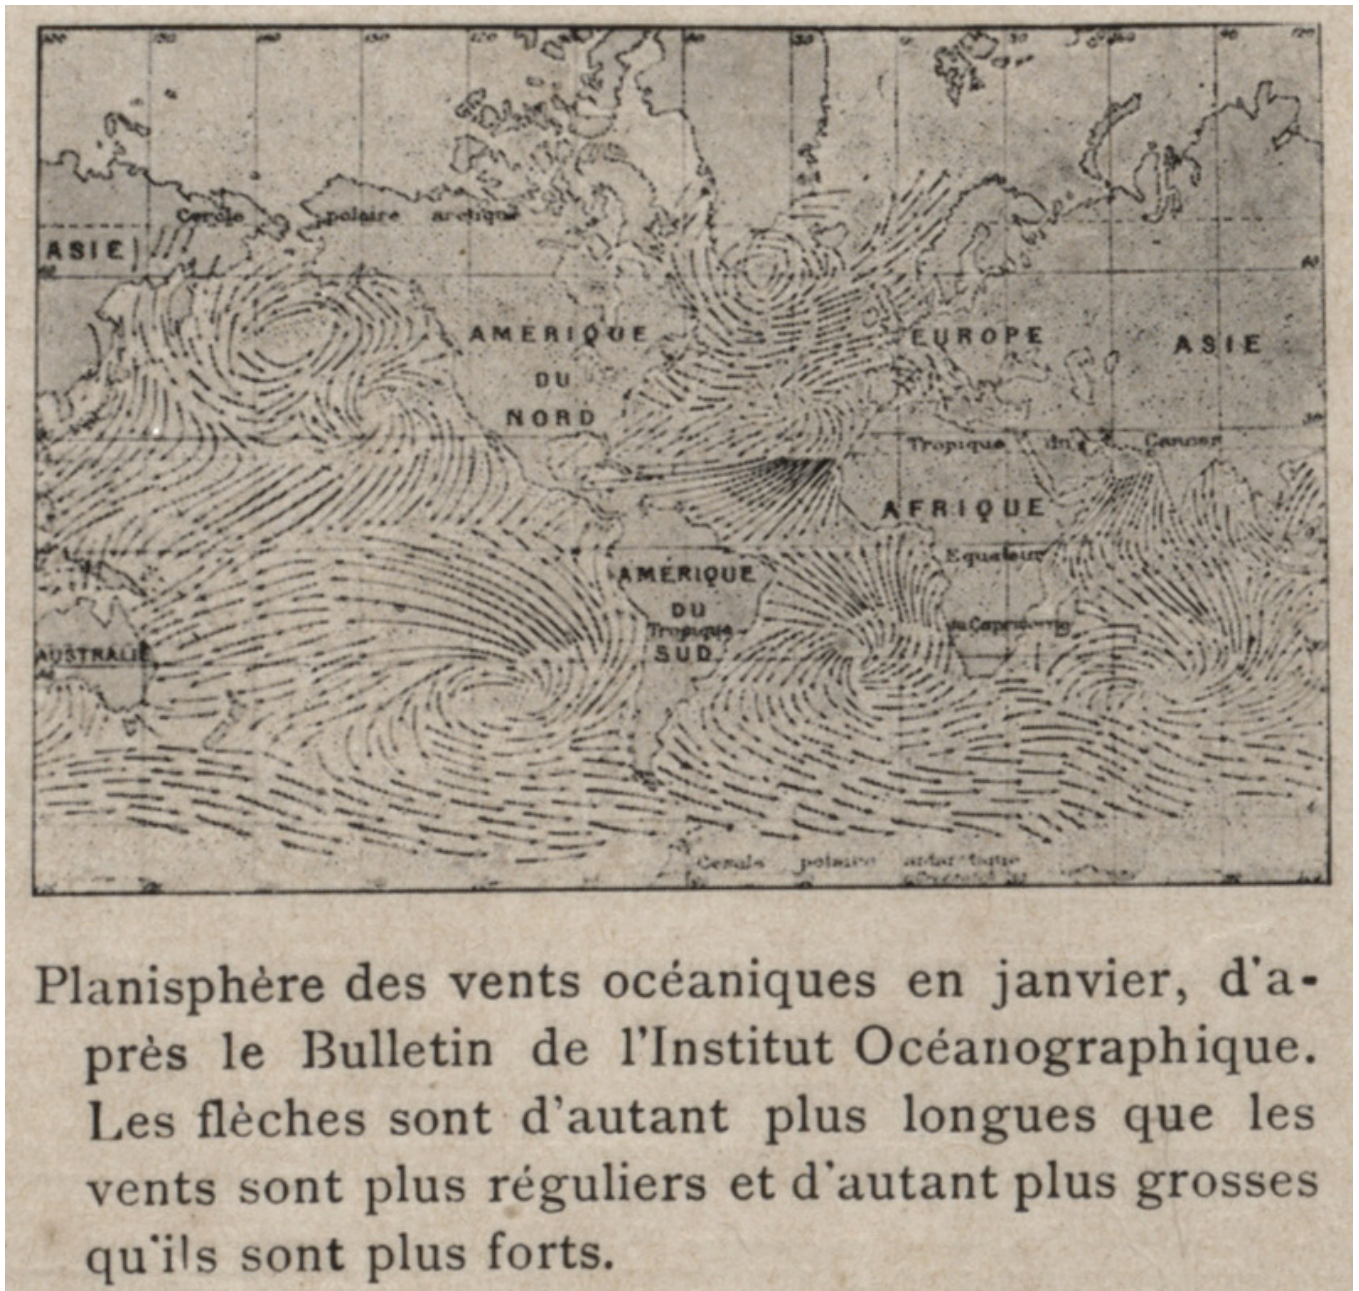 Cercle polaire arctique
ASIE
AMÉRIQUE
DU
NORD
EUROPE
ASIE
Tropique du Cancer
AFRIQUE
Equateur
AMÉRIQUE
DU
Tropique
du Capricorne
SUD
AUSTRALIE
Cercle polaire antarctique
Planisphère des vents océaniques en janvier, d'a-
près le Bulletin de l'Institut Océanographique.
Les flèches sont d'autant plus longues que les
vents sont plus réguliers et d'autant plus grosses
qu'ils sont plus forts.